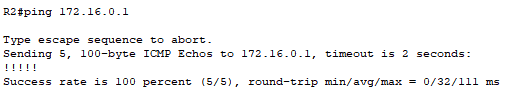 R2#ping 172.16.0.1
Type escape sequence to abort.
Sending 5, 100-byte ICMP Echos to 172.16.0.1, timeout is 2 seconds:
!!!!!
Success rate is 100 percent (5/5), round-trip min/avg/max = 0/32/111 ms